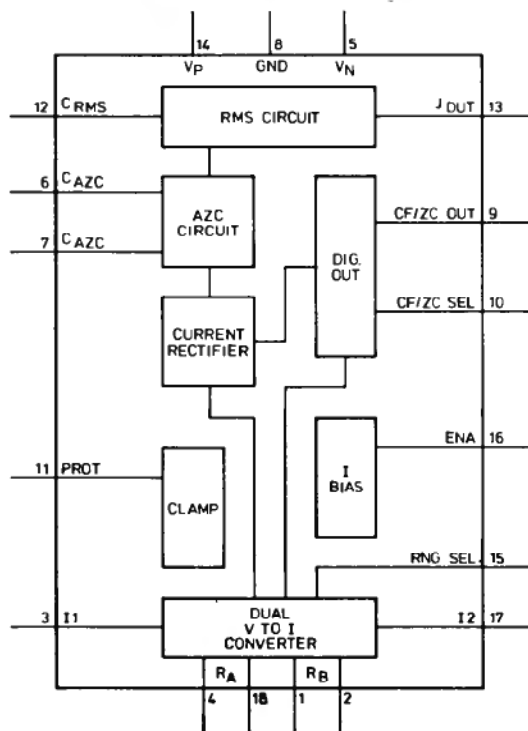 14 8 5
VP GND VN
12 CRMS RMS CIRCUIT JDUT 13
6 CAZC
AZC
CIRCUIT
7 CAZC
CF/ZC OUT 9
DIG.
OUT
CF/ZC SEL 10
CURRENT
RECTIFIER
ENA 16
I
BIAS
11 PROT
CLAMP
RNG SEL 15
3 I1 DUAL I2 17
V TO I
CONVERTER
RA RB
4 18 1 2